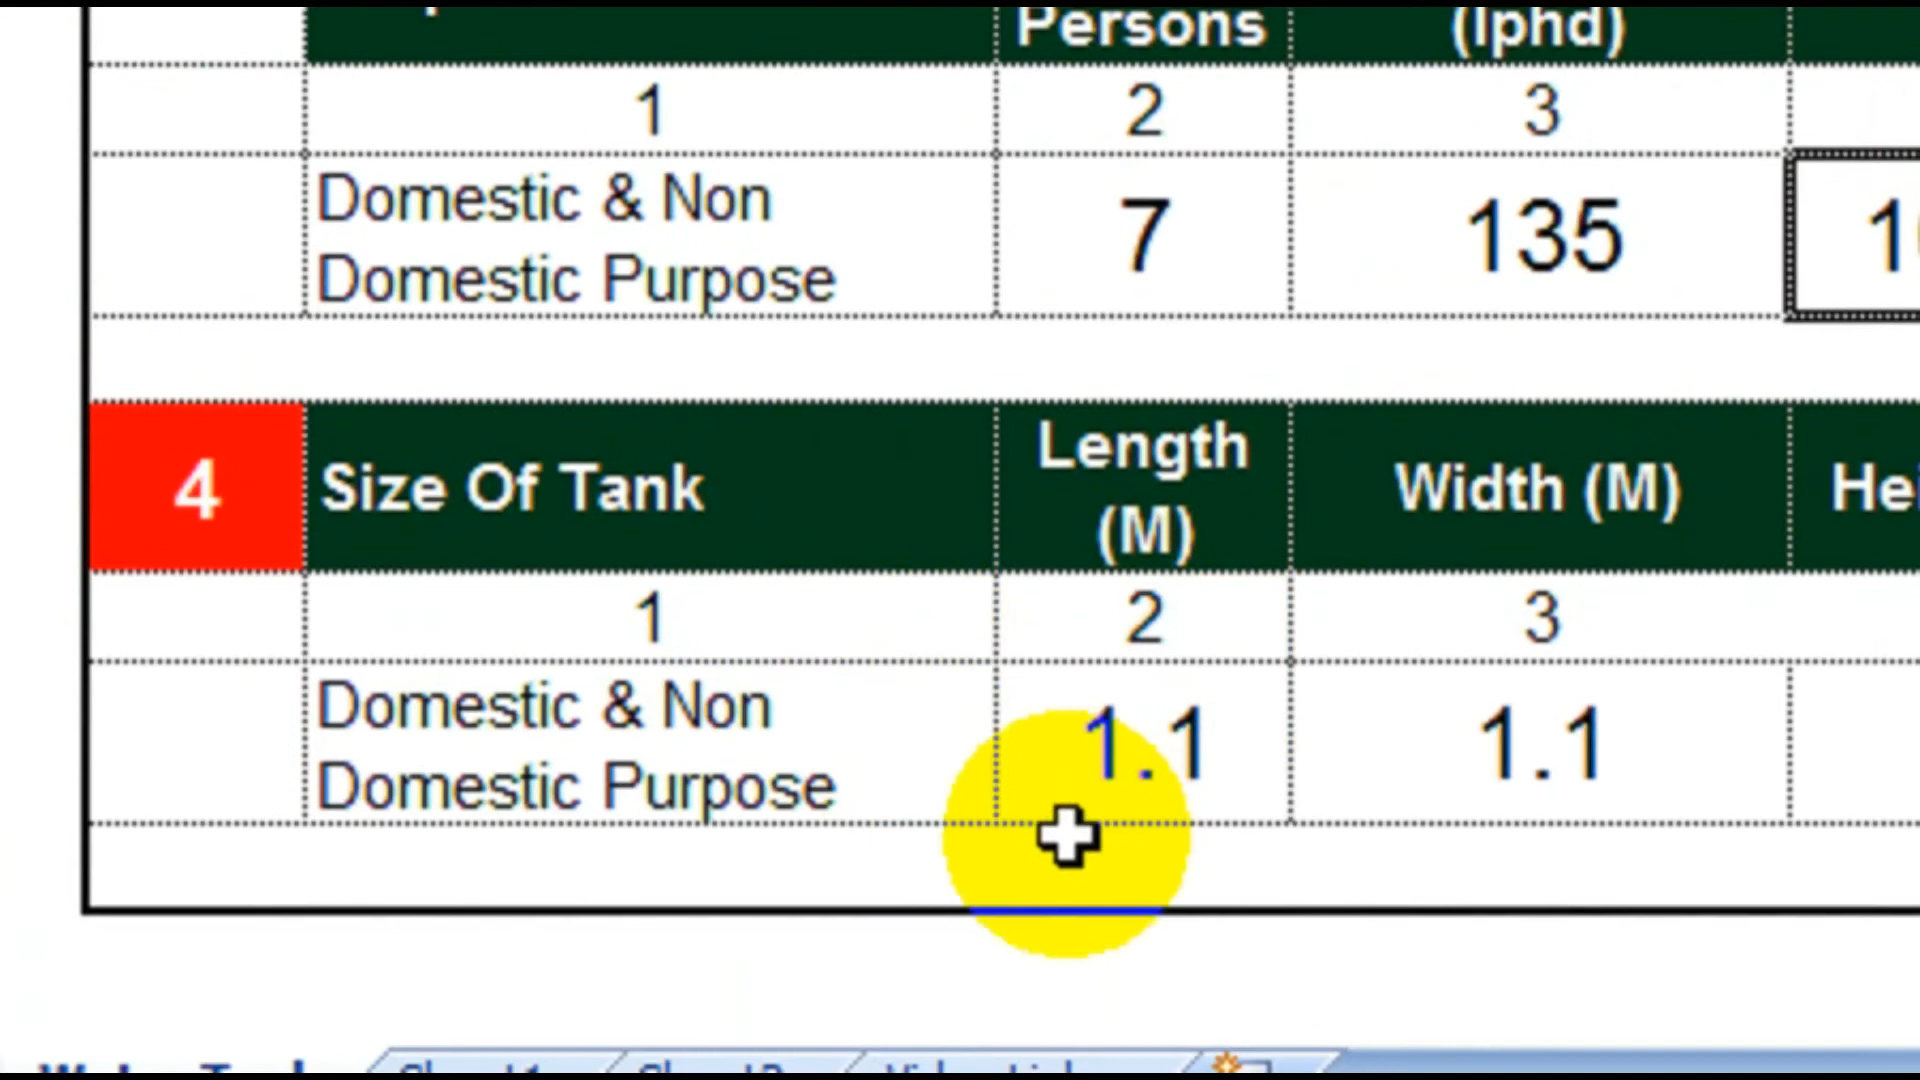 Persons (lphd)
1 2 3
Domestic & Non
Domestic Purpose
7 135
4 Size Of Tank Length
(M) Width (M)
1 2 3
Domestic & Non
Domestic Purpose
1.1 1.1